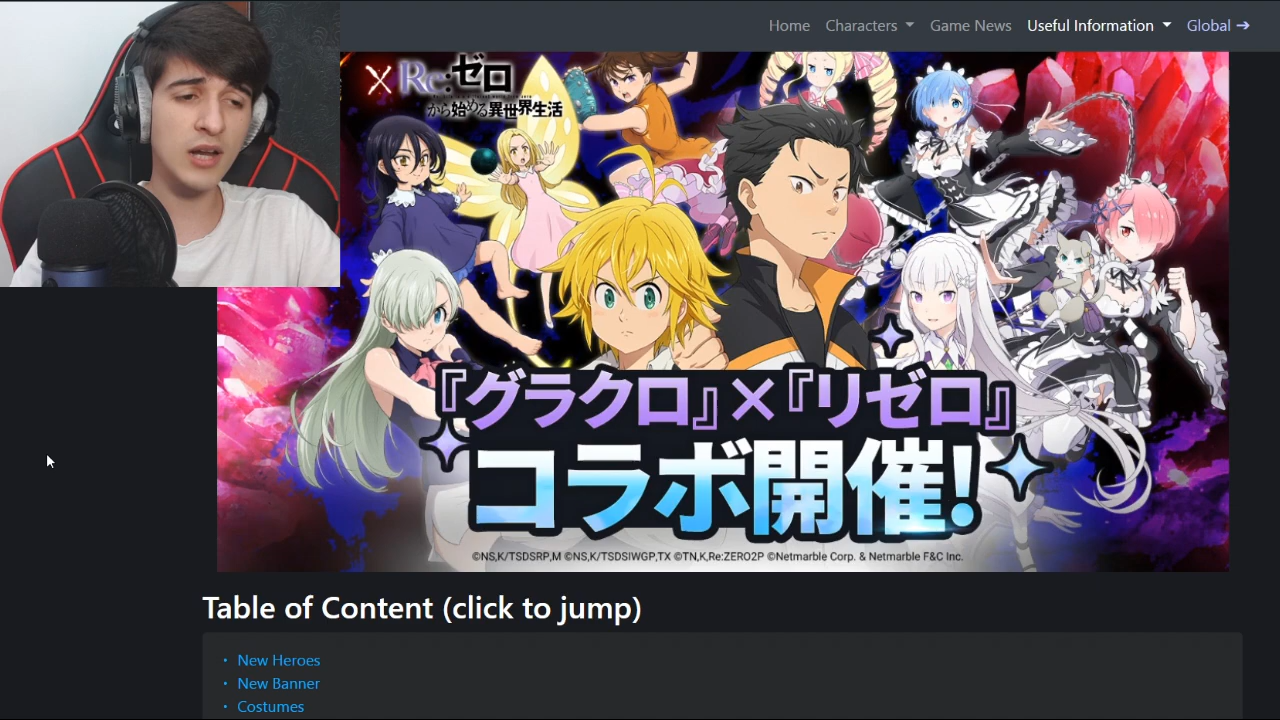 Home Characters Game News Useful Information Global →
× Re:ゼロ
から始める異世界生活
『グラクロ』×『リゼロ』
コラボ開催!
©NS,K/TSDSRP,M ©NS,K/TSDSIWGP,TX ©TN,K,Re:ZERO2P ©Netmarble Corp. & Netmarble F&C Inc.
Table of Content (click to jump)
• New Heroes
• New Banner
• Costumes